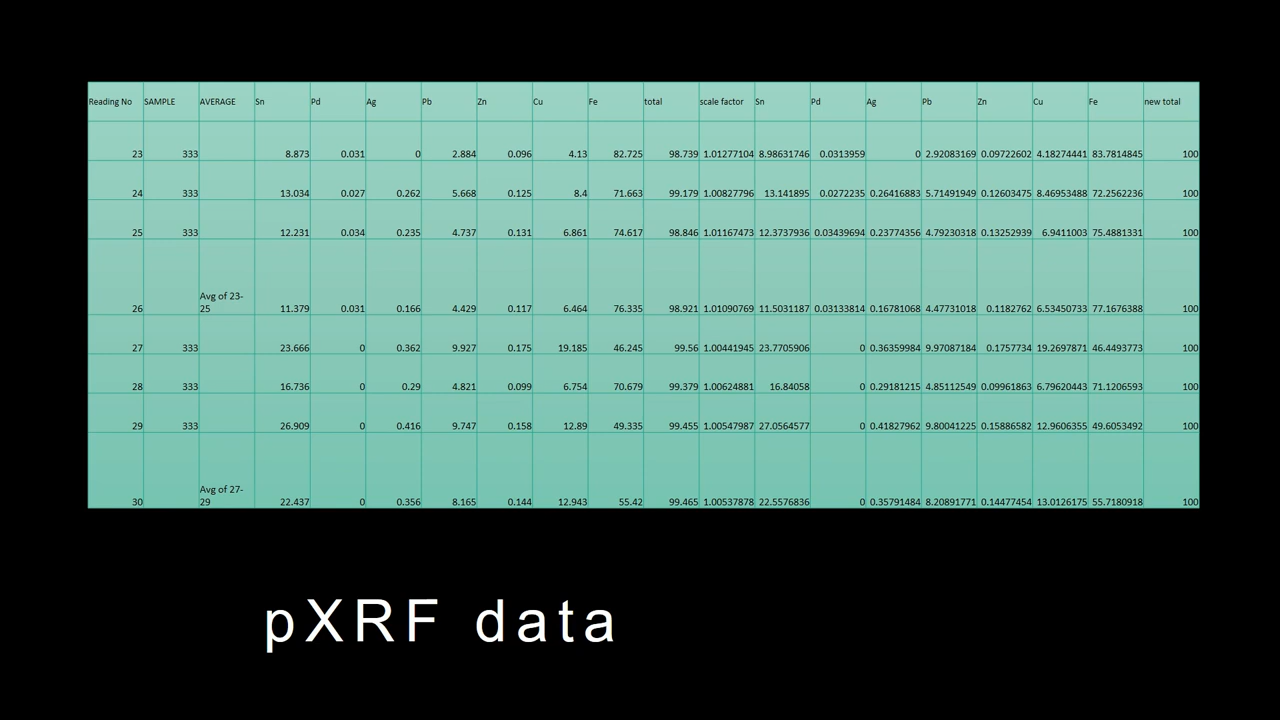 Reading No SAMPLE AVERAGE Sn Pd Ag Pb Zn Cu Fe total scale factor Sn Pd Ag Pb Zn Cu Fe new total
23 333 8.873 0.031 0 2.884 0.096 4.13 82.725 98.739 1.01277104 8.98631746 0.0313959 0 2.92083169 0.09722602 4.18274441 83.7814845 100
24 333 13.034 0.027 0.262 5.668 0.125 8.4 71.663 99.179 1.00827796 13.141895 0.0272235 0.26416883 5.71491949 0.12603475 8.46953488 72.2562236 100
25 333 12.231 0.034 0.235 4.737 0.131 6.861 74.617 98.846 1.01167473 12.3737936 0.03439694 0.23774356 4.79230318 0.13252939 6.9411003 75.4881331 100
Avg of 23-
26 25 11.379 0.031 0.166 4.429 0.117 6.464 76.335 98.921 1.01090769 11.5031187 0.03133814 0.16781068 4.47731018 0.1182762 6.53450733 77.1676388 100
27 333 23.666 0 0.362 9.927 0.175 19.185 46.245 99.56 1.00441945 23.7705906 0 0.36359984 9.97087184 0.1757734 19.2697871 46.4493773 100
28 333 16.736 0 0.29 4.821 0.099 6.754 70.679 99.379 1.00624881 16.84058 0 0.29181215 4.85112549 0.09961863 6.79620443 71.1206593 100
29 333 26.909 0 0.416 9.747 0.158 12.89 49.335 99.455 1.00547987 27.0564577 0 0.41827962 9.80041225 0.15886582 12.9606355 49.6053492 100
Avg of 27-
30 29 22.437 0 0.356 8.165 0.144 12.943 55.42 99.465 1.00537878 22.5576836 0 0.35791484 8.20891771 0.14477454 13.0126175 55.7180918 100
pXRF data